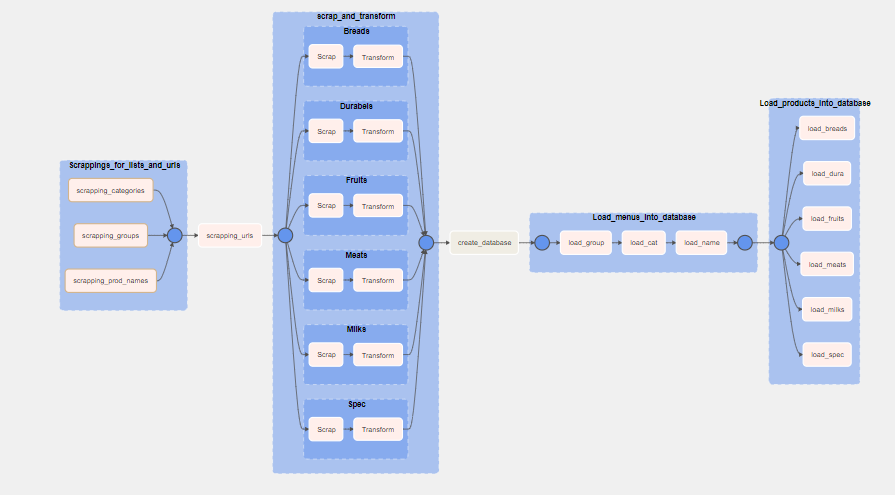 scrap_and_transform
Breads
Scrap
Transform
Durabels
Scrap
Transform
Fruits
Scrap
Transform
Meats
Scrap
Transform
Milks
Scrap
Transform
Spec
Scrap
Transform
Scrappings_for_lists_and_urls
scrapping_categories
scrapping_groups
scrapping_prod_names
scrapping_urls
create_database
Load_menus_into_database
load_group
load_cat
load_name
Load_products_into_database
load_breads
load_dura
load_fruits
load_meats
load_milks
load_spec